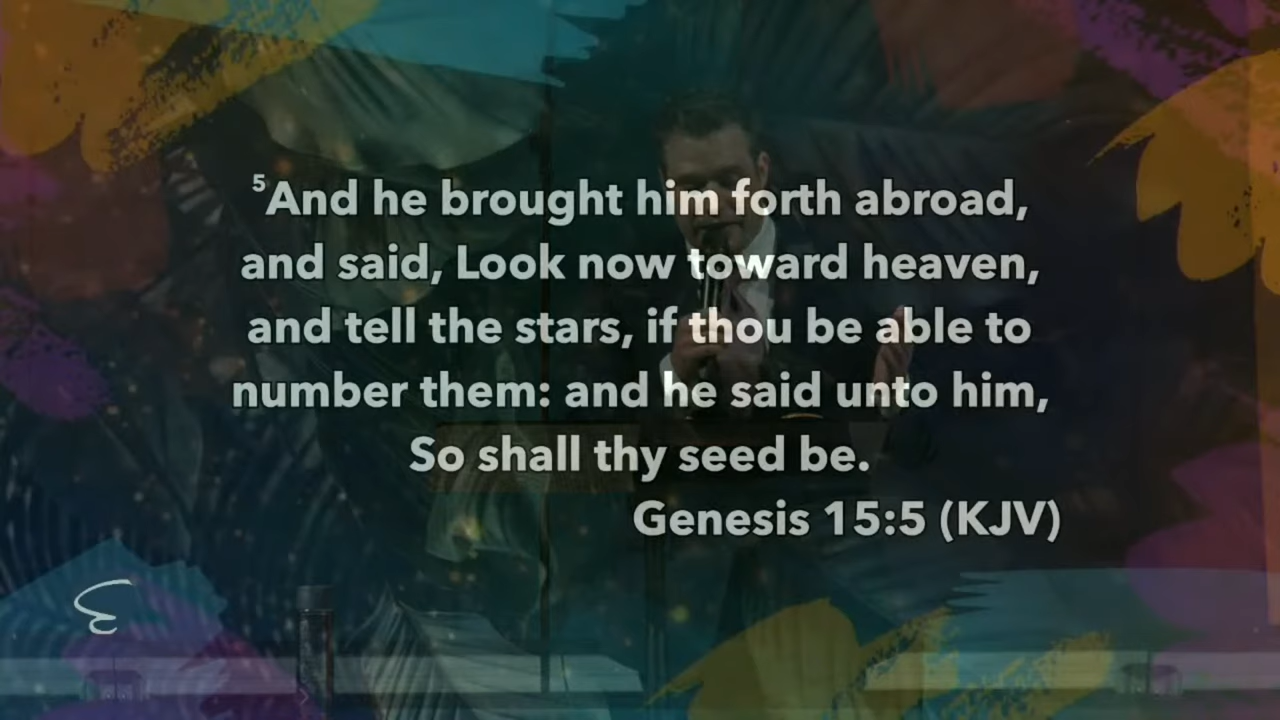 ⁵And he brought him forth abroad,
and said, Look now toward heaven,
and tell the stars, if thou be able to
number them: and he said unto him,
So shall thy seed be.
Genesis 15:5 (KJV)